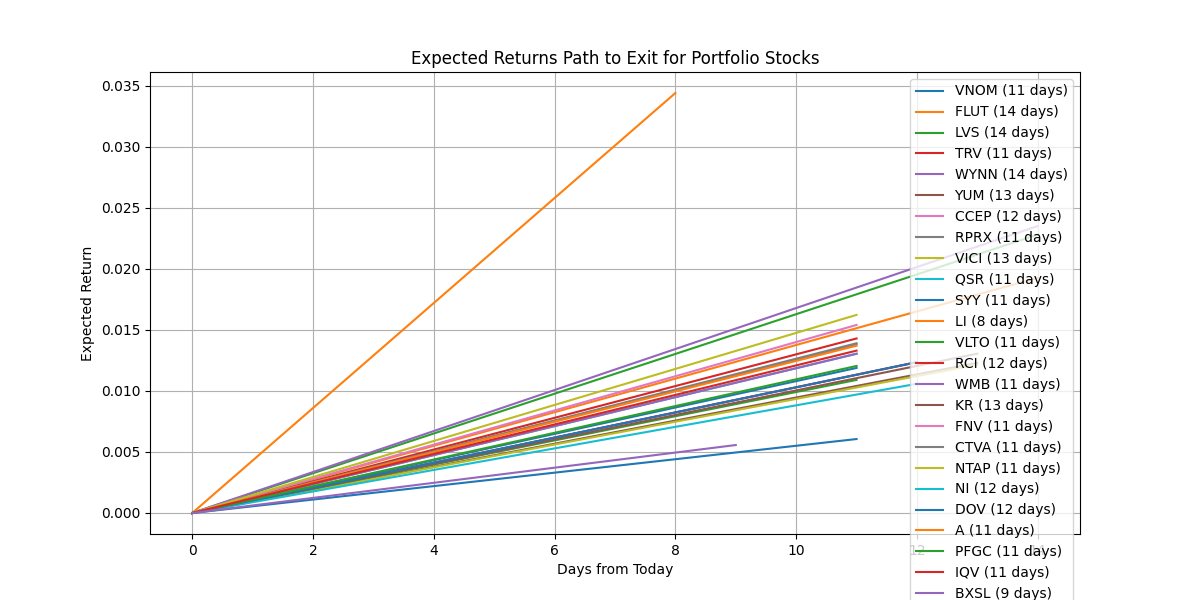 Expected Returns Path to Exit for Portfolio Stocks
Expected Return
0.035
0.030
0.025
0.020
0.015
0.010
0.005
0.000
0
2
4
6
8
10
12
Days from Today
VNOM (11 days)
FLUT (14 days)
LVS (14 days)
TRV (11 days)
WYNN (14 days)
YUM (13 days)
CCEP (12 days)
RPRX (11 days)
VICI (13 days)
QSR (11 days)
SYY (11 days)
LI (8 days)
VLTO (11 days)
RCI (12 days)
WMB (11 days)
KR (13 days)
FNV (11 days)
CTVA (11 days)
NTAP (11 days)
NI (12 days)
DOV (12 days)
A (11 days)
PFGC (11 days)
IQV (11 days)
BXSL (9 days)